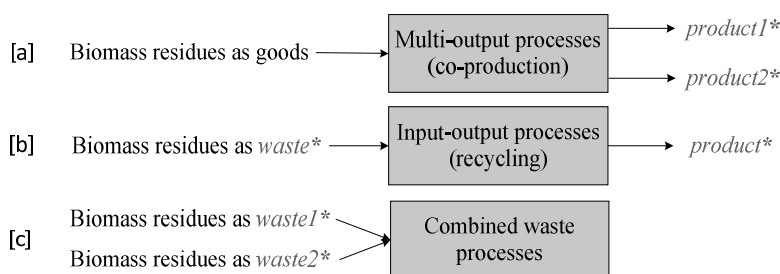 [a] Biomass residues as goods Multi-output processes (co-production) product1*
product2*
[b] Biomass residues as waste* Input-output processes (recycling) product*
[c] Biomass residues as waste1*
Biomass residues as waste2*
Combined waste processes